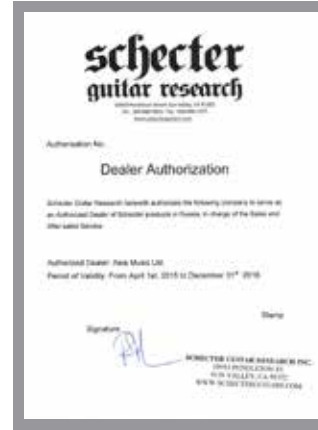 schecter
guitar research
Authorisation No.
Dealer Authorization
Schecter Guitar Research herewith authorises the following company to serve as
an Authorized Dealer of Schecter products in Russia, in charge of the Sales and
After-sales Service.
Authorized Dealer: Music Ltd.
Period of Validity: From April 1st, 2015 to December 31st 2016
Stamp
Signature
SCHECTER GUITAR RESEARCH INC.
SUN VALLEY, CA 91352
WWW.SCHECTERGUITARS.COM